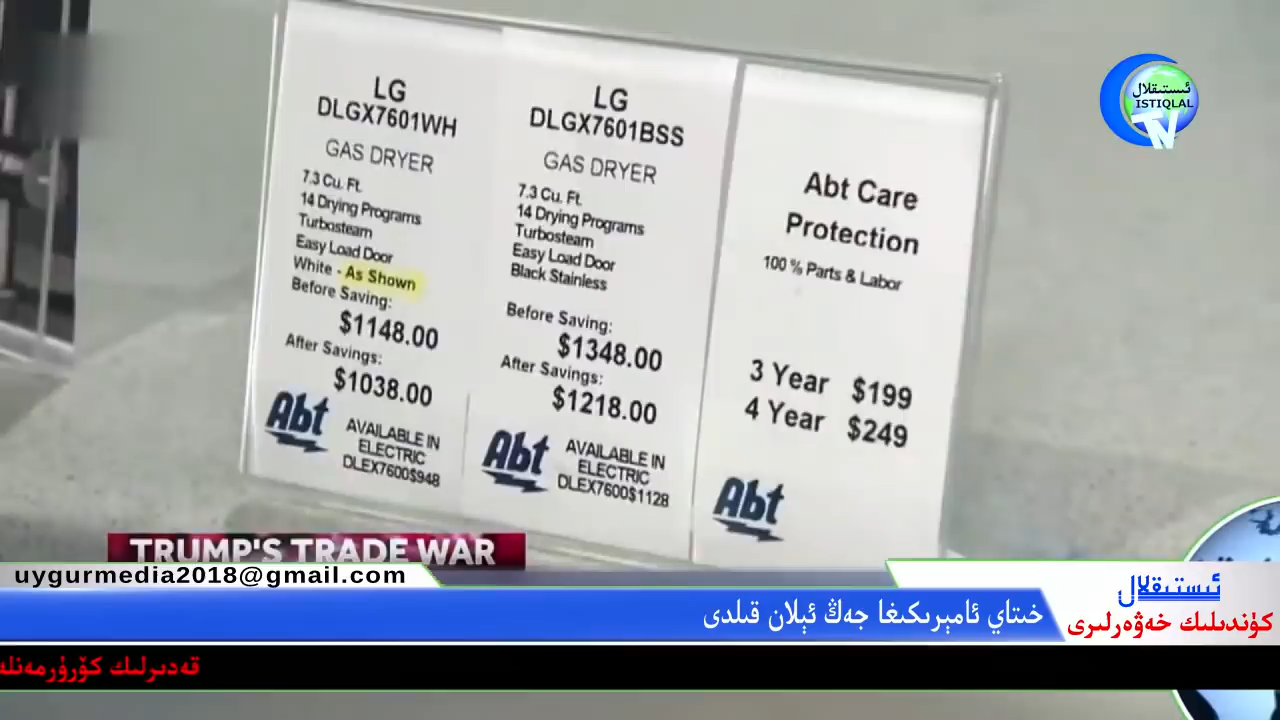 LG
DLGX7601WH
GAS DRYER
7.3 Cu. Ft.
14 Drying Programs
Turbosteam
Easy Load Door
White - As Shown
Before Saving:
$1148.00
After Savings:
$1038.00
Abt
AVAILABLE IN
ELECTRIC
DLEX7600$948
LG
DLGX7601BSS
GAS DRYER
7.3 Cu. Ft.
14 Drying Programs
Turbosteam
Easy Load Door
Black Stainless
Before Saving:
$1348.00
After Savings:
$1218.00
Abt
AVAILABLE IN
ELECTRIC
DLEX7600$1128
Abt Care
Protection
100 % Parts & Labor
3 Year $199
4 Year $249
Abt
ئىستىقلال
ISTIQLAL
TV
TRUMP'S TRADE WAR
uygurmedia2018@gmail.com
خىتاي ئامېرىكىغا جەڭ ئېلان قىلدى
ئىستىقلال
كۈندىلىك خەۋەرلىرى
قەدىرلىك كۆرۈرمەنلە